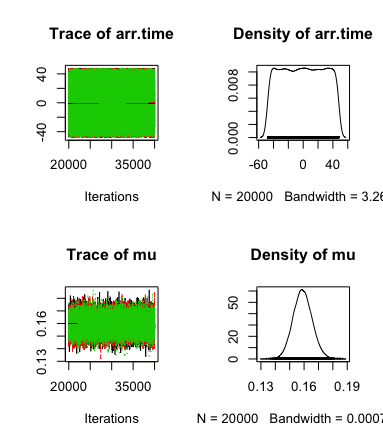 Trace of arr.time
Density of arr.time
-40 0 40
20000 35000
Iterations
0.000 0.008
-60 0 40
N = 20000 Bandwidth = 3.26
Trace of mu
Density of mu
0.13 0.16
20000 35000
Iterations
0 20 50
0.13 0.16 0.19
N = 20000 Bandwidth = 0.0007